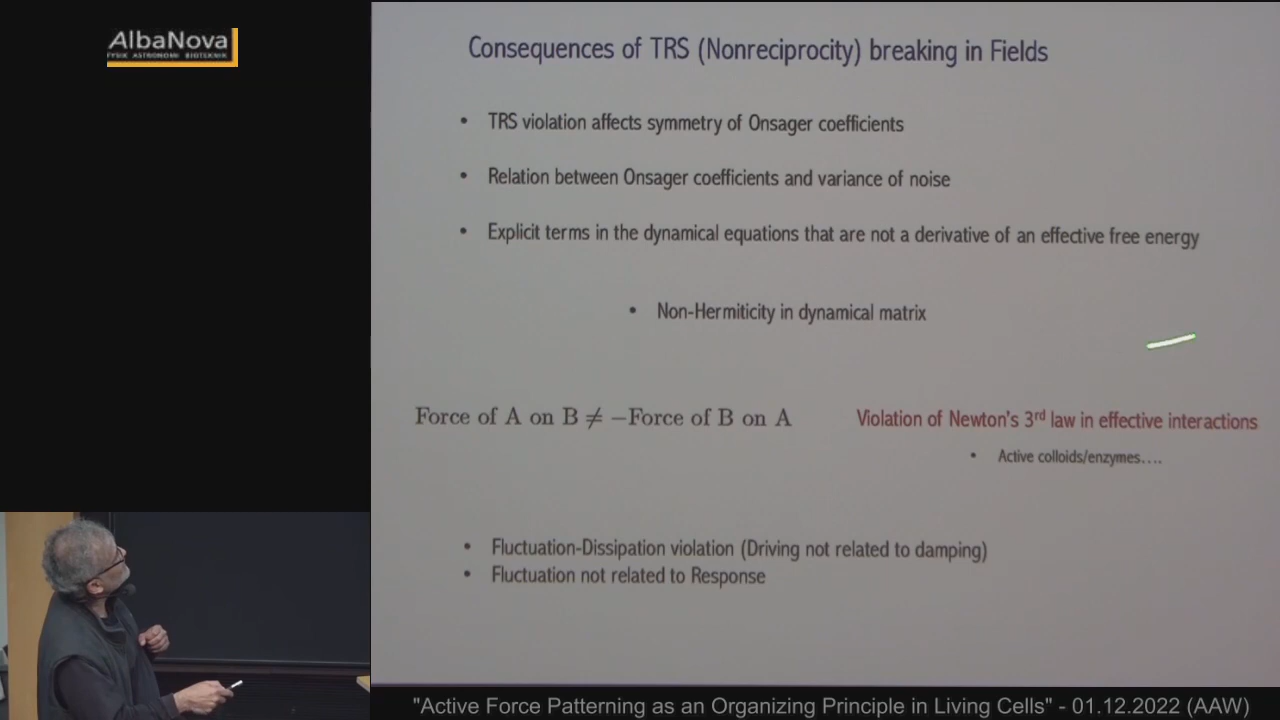 AlbaNova
FYSIK ASTRONOMI BIOTEKNIK
Consequences of TRS (Nonreciprocity) breaking in Fields
• TRS violation affects symmetry of Onsager coefficients
• Relation between Onsager coefficients and variance of noise
• Explicit terms in the dynamical equations that are not a derivative of an effective free energy
• Non-Hermiticity in dynamical matrix
Force of A on B ≠ −Force of B on A
Violation of Newton's 3rd law in effective interactions
• Active colloids/enzymes....
• Fluctuation-Dissipation violation (Driving not related to damping)
• Fluctuation not related to Response
"Active Force Patterning as an Organizing Principle in Living Cells" - 01.12.2022 (AAW)